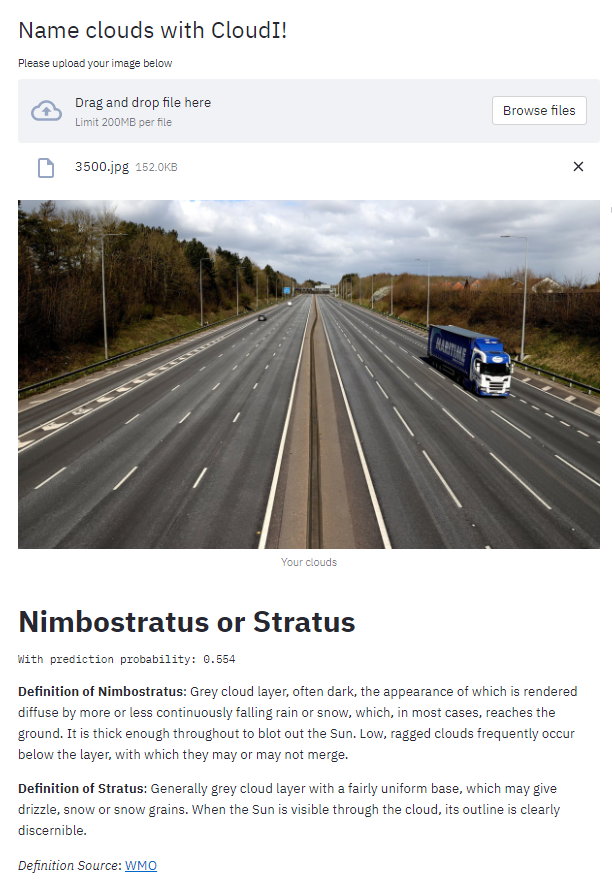 Name clouds with CloudI!
Please upload your image below
Drag and drop file here
Limit 200MB per file
Browse files
3500.jpg 152.0KB
MARITIME
Your clouds
Nimbostratus or Stratus
With prediction probability: 0.554
Definition of Nimbostratus: Grey cloud layer, often dark, the appearance of which is rendered
diffuse by more or less continuously falling rain or snow, which, in most cases, reaches the
ground. It is thick enough throughout to blot out the Sun. Low, ragged clouds frequently occur
below the layer, with which they may or may not merge.
Definition of Stratus: Generally grey cloud layer with a fairly uniform base, which may give
drizzle, snow or snow grains. When the Sun is visible through the cloud, its outline is clearly
discernible.
Definition Source: WMO